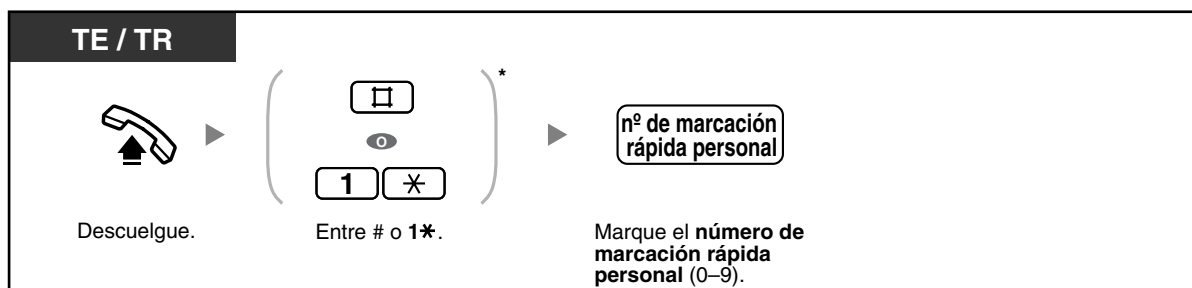 TE / TR
*
#
o
1 *
nº de marcación
rápida personal
Descuelgue.
Entre # o 1*.
Marque el número de
marcación rápida
personal (0–9).